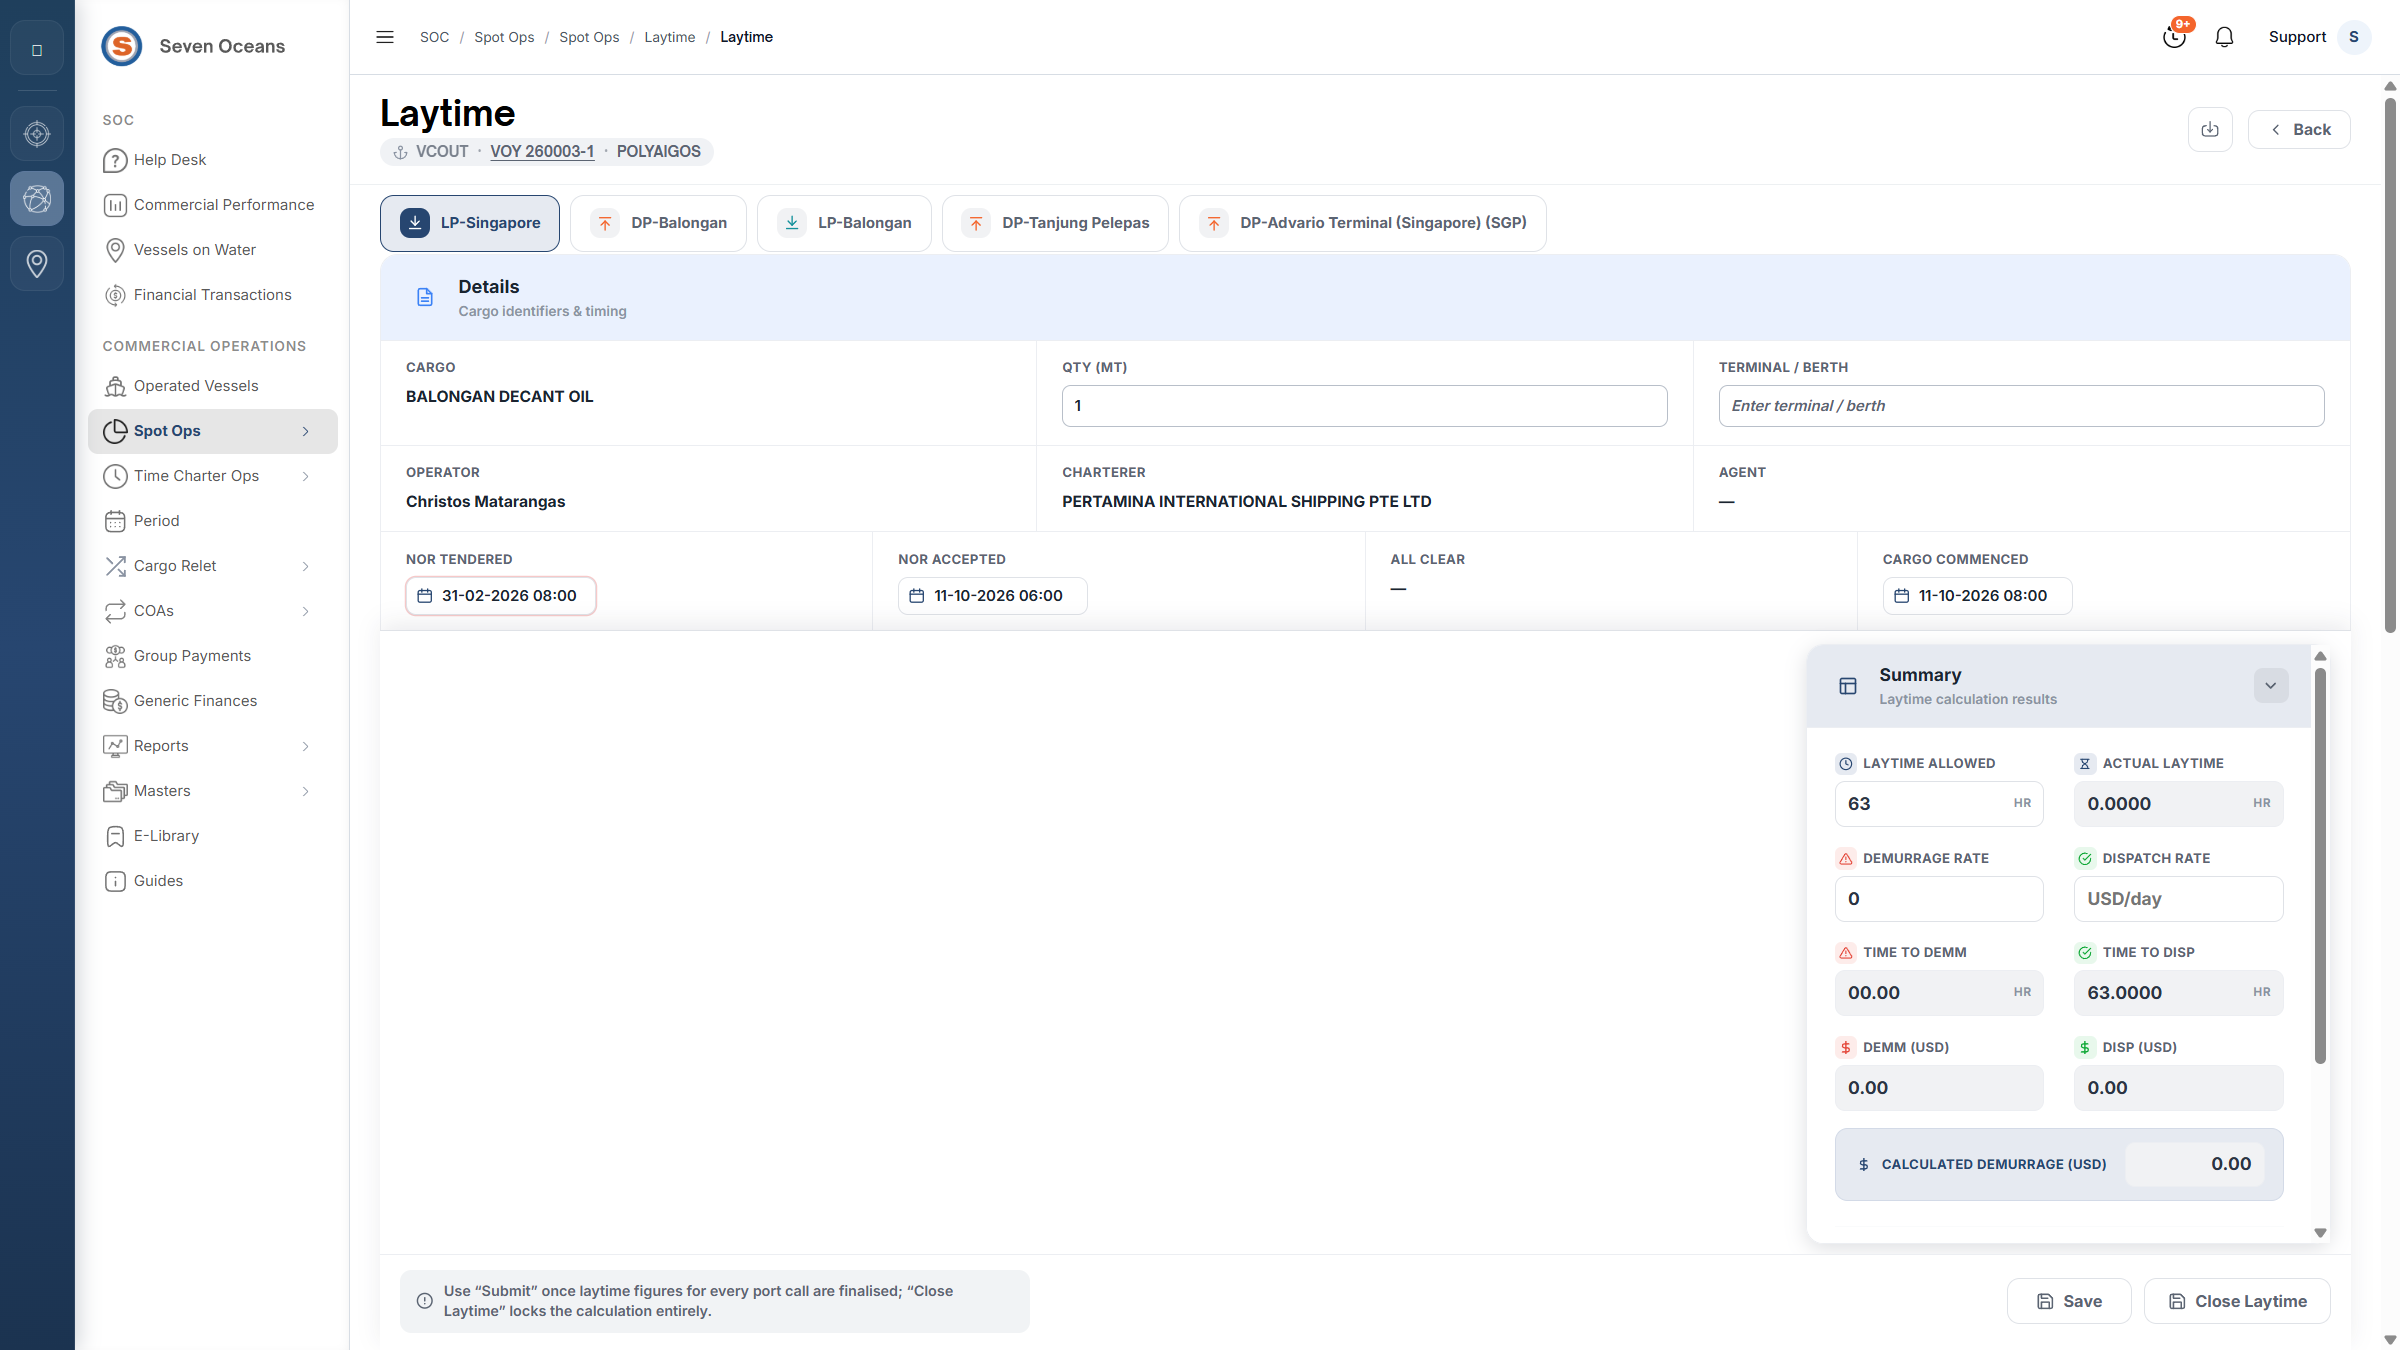 Seven Oceans
SOC
Help Desk
Commercial Performance
Vessels on Water
Financial Transactions
COMMERCIAL OPERATIONS
Operated Vessels
Spot Ops
Time Charter Ops
Period
Cargo Relet
COAs
Group Payments
Generic Finances
Reports
Masters
E-Library
Guides
SOC / Spot Ops / Spot Ops / Laytime / Laytime
9+
Support S
Laytime
VCOUT · VOY 260003-1 · POLYAIGOS
Back
LP-Singapore
DP-Balongan
LP-Balongan
DP-Tanjung Pelepas
DP-Advario Terminal (Singapore) (SGP)
Details
Cargo identifiers & timing
CARGO
BALONGAN DECANT OIL
QTY (MT)
1
TERMINAL / BERTH
Enter terminal / berth
OPERATOR
Christos Matarangas
CHARTERER
PERTAMINA INTERNATIONAL SHIPPING PTE LTD
AGENT
—
NOR TENDERED
31-02-2026 08:00
NOR ACCEPTED
11-10-2026 06:00
ALL CLEAR
—
CARGO COMMENCED
11-10-2026 08:00
Summary
Laytime calculation results
LAYTIME ALLOWED
63 HR
ACTUAL LAYTIME
0.0000 HR
DEMURRAGE RATE
0
DISPATCH RATE
USD/day
TIME TO DEMM
00.00 HR
TIME TO DISP
63.0000 HR
DEMM (USD)
0.00
DISP (USD)
0.00
$ CALCULATED DEMURRAGE (USD) 0.00
Use “Submit” once laytime figures for every port call are finalised; “Close
Laytime” locks the calculation entirely.
Save
Close Laytime